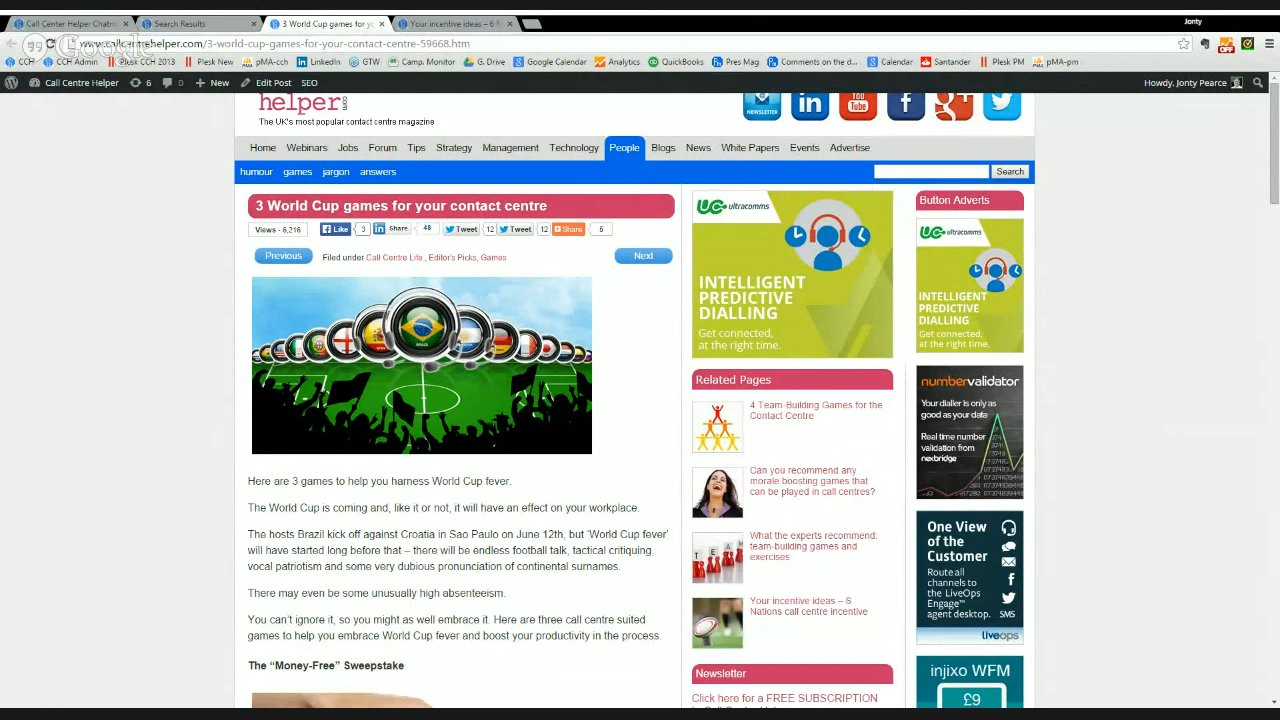 Jonty
Call Center Helper Chatro
Search Results
3 World Cup games for yo
Your incentive ideas – 6 N
www.callcentrehelper.com/3-world-cup-games-for-your-contact-centre-59668.htm
CCH
CCH Admin
Plesk CCH 2013
Plesk New
pMA-cch
LinkedIn
GTW
Camp. Monitor
G. Drive
Google Calendar
Analytics
QuickBooks
Pres Mag
Comments on the d...
Calendar
Santander
Plesk PM
pMA-pm
Call Centre Helper
6
0
New
Edit Post
SEO
Howdy, Jonty Pearce
helper.com
The UK's most popular contact centre magazine
NEWSLETTER
in
You Tube
f
g+
Home
Webinars
Jobs
Forum
Tips
Strategy
Management
Technology
People
Blogs
News
White Papers
Events
Advertise
humour
games
jargon
answers
Search
3 World Cup games for your contact centre
Views - 6,216
Like
3
Share
48
Tweet
12
Tweet
12
Share
5
Previous
Filed under Call Centre Life , Editor's Picks, Games
Next
BRASIL
Here are 3 games to help you harness World Cup fever.
The World Cup is coming and, like it or not, it will have an effect on your workplace.
The hosts Brazil kick off against Croatia in Sao Paulo on June 12th, but 'World Cup fever'
will have started long before that – there will be endless football talk, tactical critiquing,
vocal patriotism and some very dubious pronunciation of continental surnames.
There may even be some unusually high absenteeism.
You can't ignore it, so you might as well embrace it. Here are three call centre suited
games to help you embrace World Cup fever and boost your productivity in the process.
The "Money-Free" Sweepstake
UC ultracomms
INTELLIGENT
PREDICTIVE
DIALLING
Get connected,
at the right time.
Related Pages
4 Team-Building Games for the
Contact Centre
Can you recommend any
morale boosting games
that can be played in call centres?
TEAM
What the experts recommend:
team-building games and
exercises
Your incentive ideas – 6
Nations call centre incentive
Newsletter
Click here for a FREE SUBSCRIPTION
Button Adverts
UC ultracomms
INTELLIGENT
PREDICTIVE
DIALLING
Get connected,
at the right time.
numbervalidator
Your dialler is only as
good as your data
Real time number
validation from
nexbridge
One View
of the
Customer
Route all
channels to
the LiveOps
Engage™
agent desktop.
SMS
liveops
injixo WFM
£9